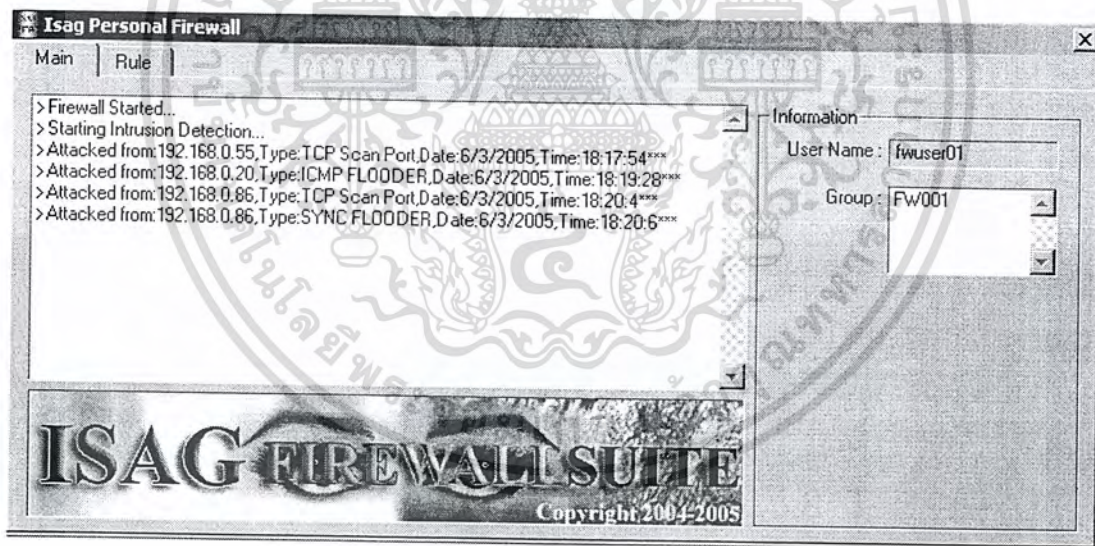 Isag Personal Firewall
Main
Rule
>Firewall Started...
>Starting Intrusion Detection...
>Attacked from:192.168.0.55,Type:TCP Scan Port,Date:6/3/2005,Time:18:17:54***
>Attacked from:192.168.0.20,Type:ICMP FLOODER,Date:6/3/2005,Time:18:19:28***
>Attacked from:192.168.0.86,Type:TCP Scan Port,Date:6/3/2005,Time:18:20:4***
>Attacked from:192.168.0.86,Type:SYNC FLOODER,Date:6/3/2005,Time:18:20:6***
Information
User Name : fwuser01
Group : FW001
ISAG FIREWALL SUITE
Copyright 2004-2005